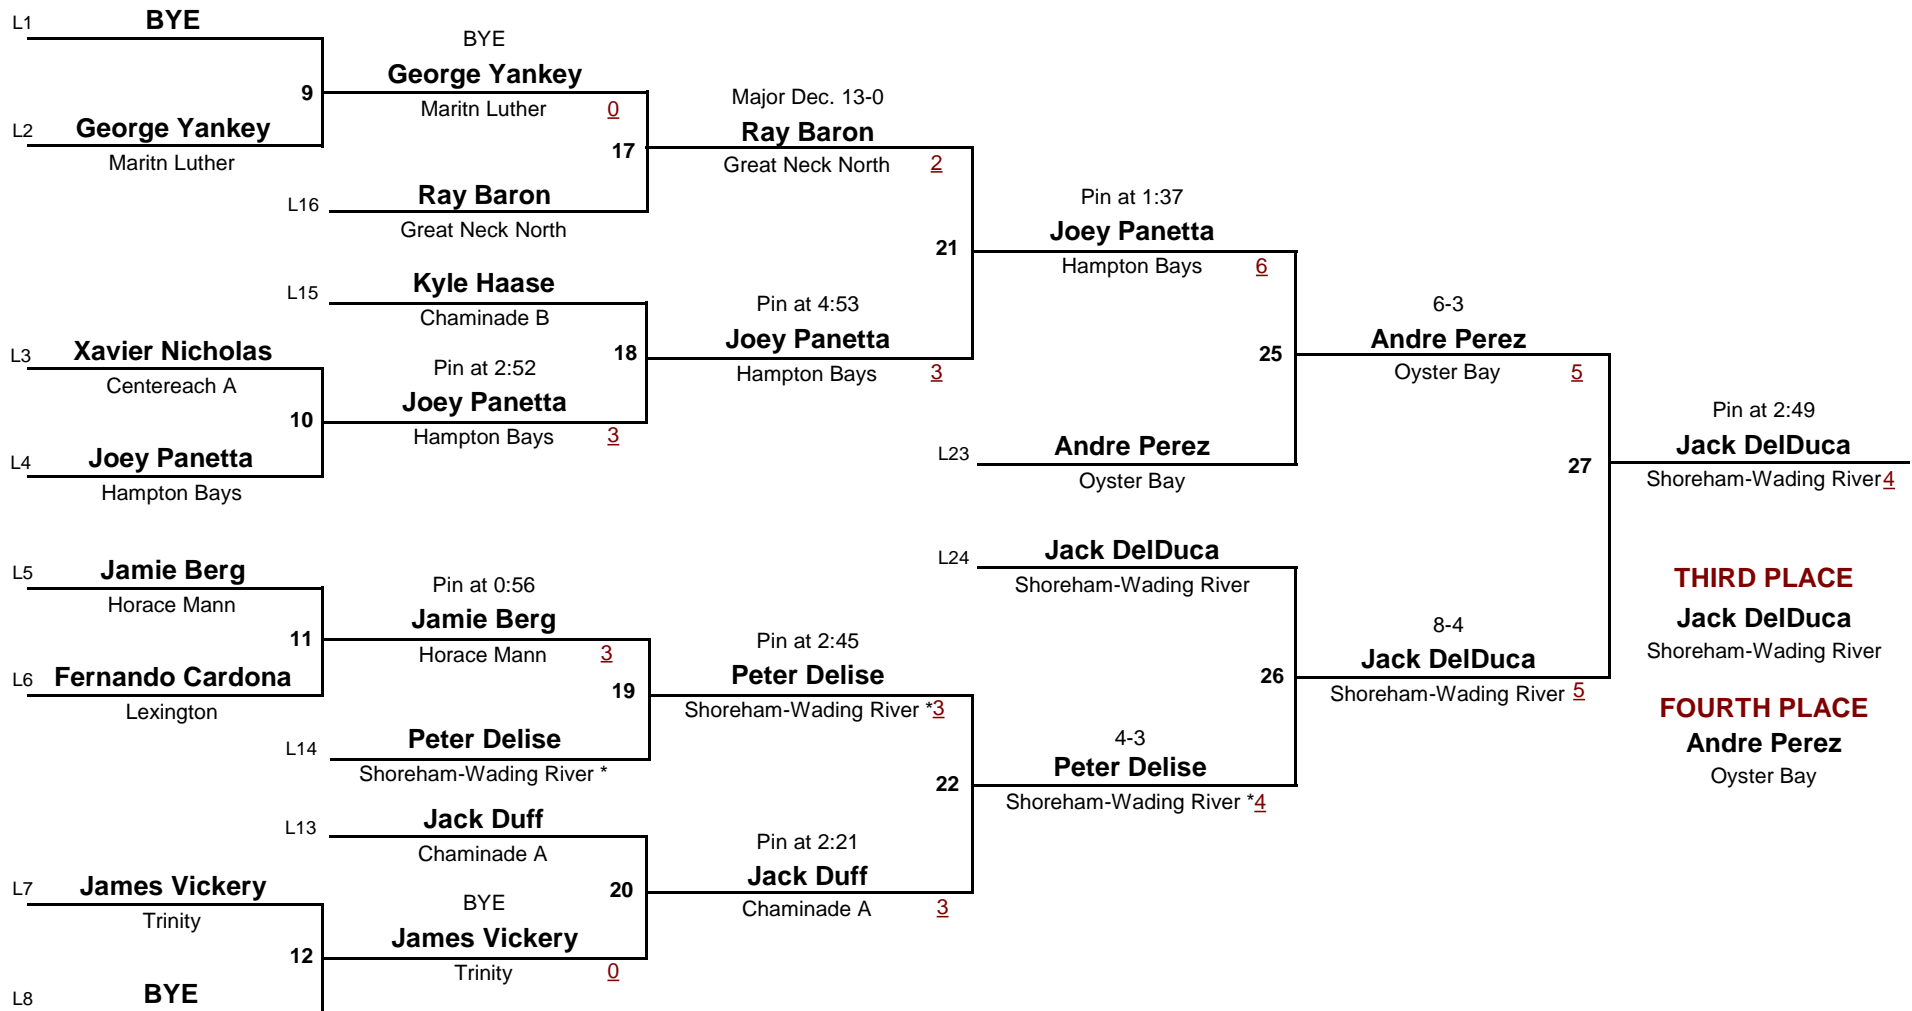 L1 BYE
BYE
George Yankey
9
Maritn Luther 0
L2 George Yankey
Maritn Luther
Major Dec. 13-0
Ray Baron
17
Great Neck North 2
L16 Ray Baron
Great Neck North
Pin at 1:37
Joey Panetta
21
Hampton Bays 6
L15 Kyle Haase
Chaminade B
Pin at 4:53
Joey Panetta
18
Hampton Bays 3
L3 Xavier Nicholas
Centereach A
Pin at 2:52
Joey Panetta
10
Hampton Bays 3
L4 Joey Panetta
Hampton Bays
6-3
Andre Perez
25
Oyster Bay 5
L23 Andre Perez
Oyster Bay
Pin at 2:49
Jack DelDuca
27
Shoreham-Wading River 4
L5 Jamie Berg
Horace Mann
Pin at 0:56
Jamie Berg
11
Horace Mann 3
L6 Fernando Cardona
Lexington
L24 Jack DelDuca
Shoreham-Wading River
THIRD PLACE
Jack DelDuca
Shoreham-Wading River
Pin at 2:45
Peter Delise
19
Shoreham-Wading River *3
L14 Peter Delise
Shoreham-Wading River *
8-4
Jack DelDuca
26
Shoreham-Wading River 5
FOURTH PLACE
Andre Perez
Oyster Bay
4-3
Peter Delise
22
Shoreham-Wading River *4
L13 Jack Duff
Chaminade A
Pin at 2:21
Jack Duff
20
Chaminade A 3
L7 James Vickery
Trinity
BYE
James Vickery
12
Trinity 0
L8 BYE